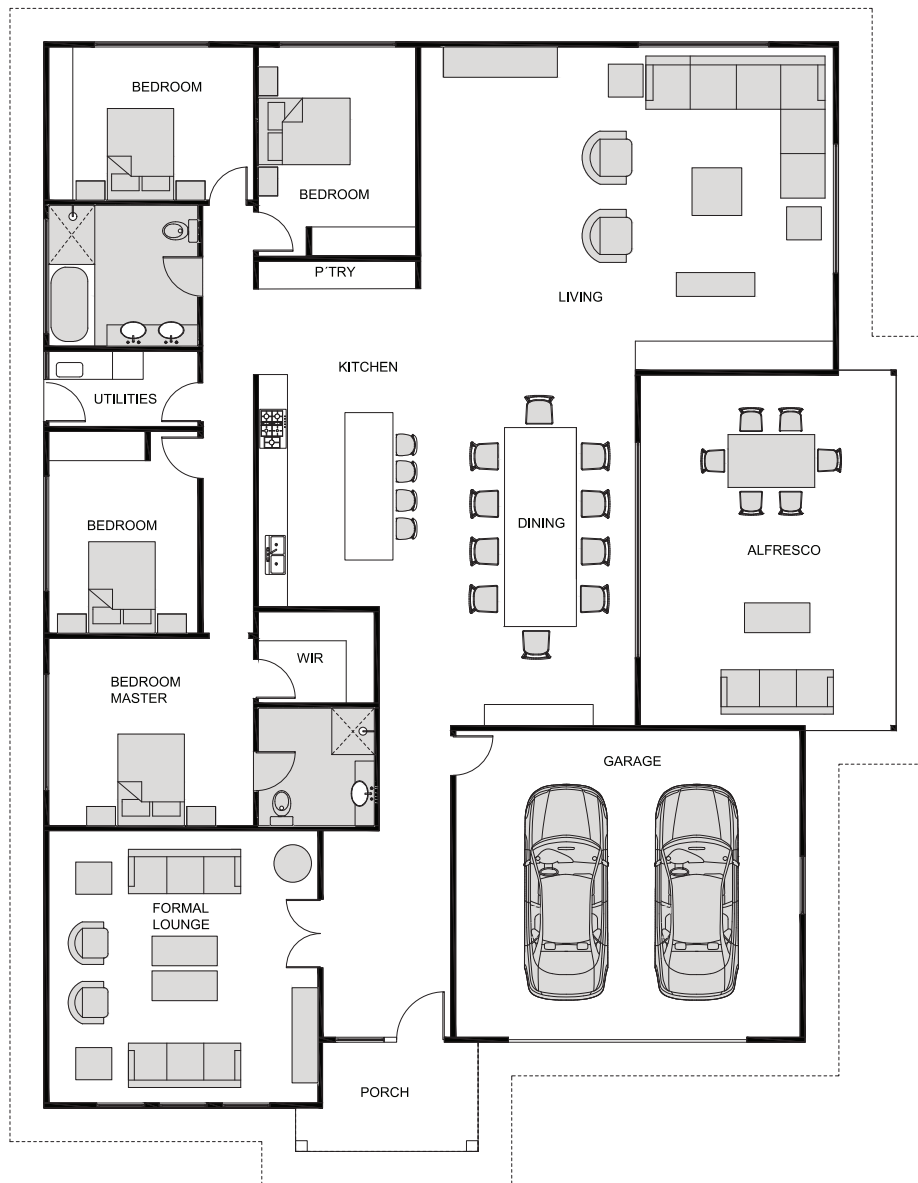 BEDROOM
BEDROOM
P'TRY
LIVING
KITCHEN
UTILITIES
BEDROOM
DINING
ALFRESCO
WIR
BEDROOM
MASTER
GARAGE
FORMAL
LOUNGE
PORCH